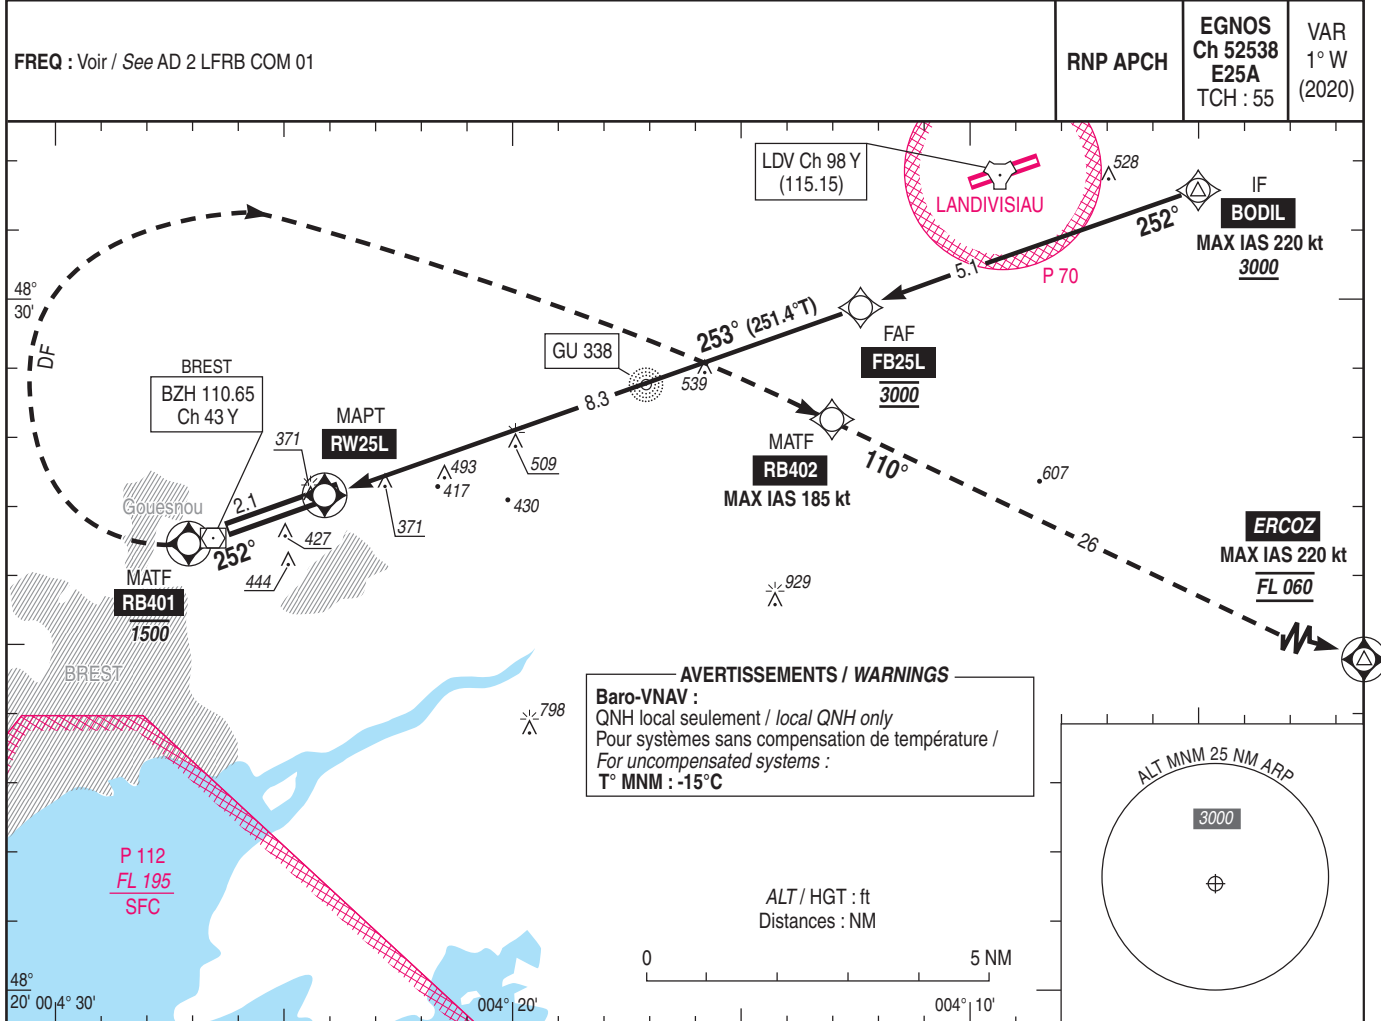 FREQ : Voir / See AD 2 LFRB COM 01
RNP APCH
EGNOS
Ch 52538
E25A
TCH : 55
VAR
1° W
(2020)
LDV Ch 98 Y
(115.15)
LANDIVISIAU
528
P 70
IF
BODIL
MAX IAS 220 kt
3000
252°
5.1
48°
30'
DF
253° (251.4°T)
FAF
FB25L
3000
GU 338
539
8.3
BREST
BZH 110.65
Ch 43 Y
MAPT
RW25L
371
493
417
509
430
371
MATF
RB402
MAX IAS 185 kt
110°
607
26
ERCOZ
MAX IAS 220 kt
FL 060
Gouesnou
2.1
252°
427
444
MATF
RB401
1500
929
BREST
798
AVERTISSEMENTS / WARNINGS
Baro-VNAV :
QNH local seulement / local QNH only
Pour systèmes sans compensation de température /
For uncompensated systems :
T° MNM : -15°C
ALT MNM 25 NM ARP
3000
P 112
FL 195
SFC
ALT / HGT : ft
Distances : NM
0 5 NM
48°
20' 004° 30'
004° 20'
004° 10'